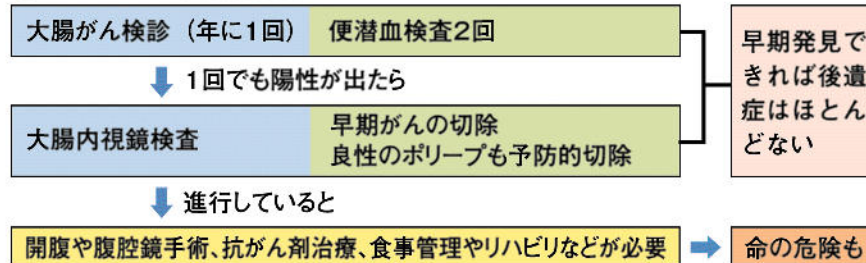 大腸がん検診（年に1回） 便潜血検査2回
1回でも陽性が出たら
大腸内視鏡検査
早期がんの切除
良性のポリープも予防的切除
早期発見で
きれば後遺
症はほとん
どない
進行していると
開腹や腹腔鏡手術、抗がん剤治療、食事管理やリハビリなどが必要
命の危険も